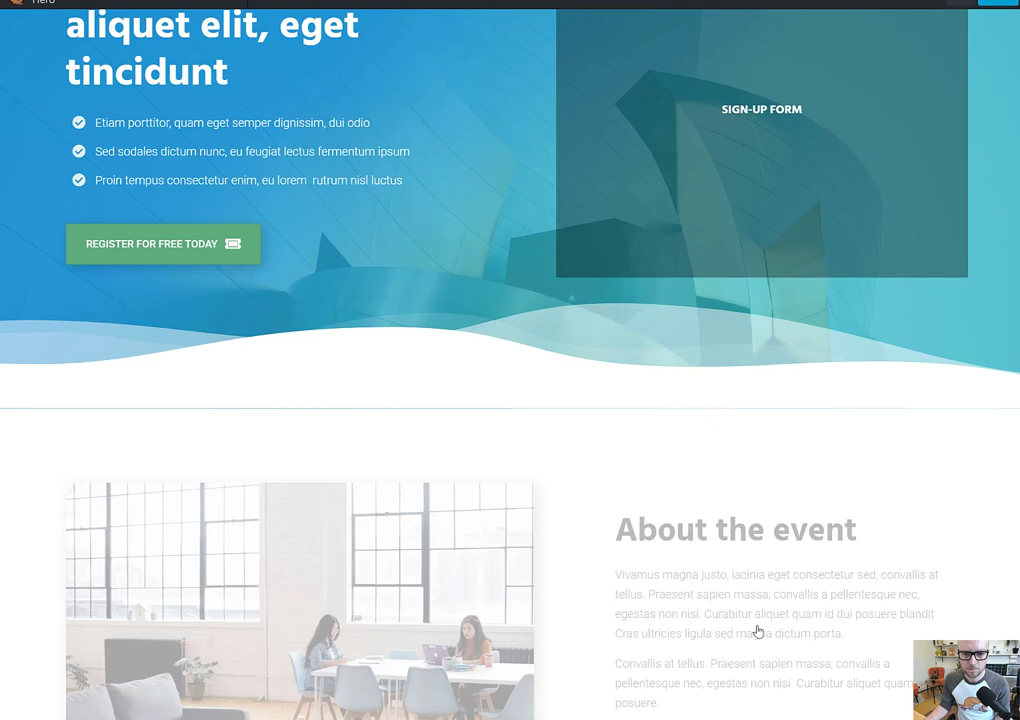 Hero
aliquet elit, eget
tincidunt
Etiam porttitor, quam eget semper dignissim, dui odio
Sed sodales dictum nunc, eu feugiat lectus fermentum ipsum
Proin tempus consectetur enim, eu lorem rutrum nisl luctus
REGISTER FOR FREE TODAY
SIGN-UP FORM
About the event
Vivamus magna justo, lacinia eget consectetur sed, convallis at
tellus. Praesent sapien massa, convallis a pellentesque nec,
egestas non nisi. Curabitur aliquet quam id dui posuere blandit
Cras ultricies ligula sed magna dictum porta.
Convallis at tellus. Praesent sapien massa, convallis a
pellentesque nec, egestas non nisi. Curabitur aliquet quam
posuere.